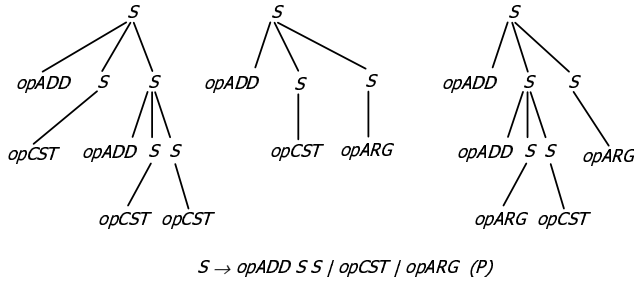 S S S
opADD S S opADD S S opADD S S
opCST opADD S S opCST opARG opADD S S opARG
opCST opCST opARG opCST
S → opADD S S | opCST | opARG (P)